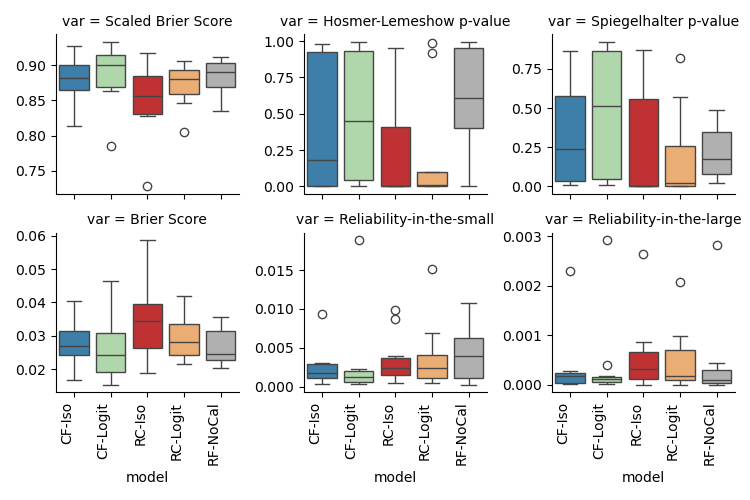 var = Scaled Brier Score
var = Hosmer-Lemeshow p-value
var = Spiegelhalter p-value
0.90
0.85
0.80
0.75
1.00
0.75
0.50
0.25
0.00
0.75
0.50
0.25
0.00
var = Brier Score
var = Reliability-in-the-small
var = Reliability-in-the-large
0.06
0.05
0.04
0.03
0.02
0.015
0.010
0.005
0.000
0.003
0.002
0.001
0.000
CF-Iso
CF-Logit
RC-Iso
RC-Logit
RF-NoCal
CF-Iso
CF-Logit
RC-Iso
RC-Logit
RF-NoCal
CF-Iso
CF-Logit
RC-Iso
RC-Logit
RF-NoCal
model
model
model